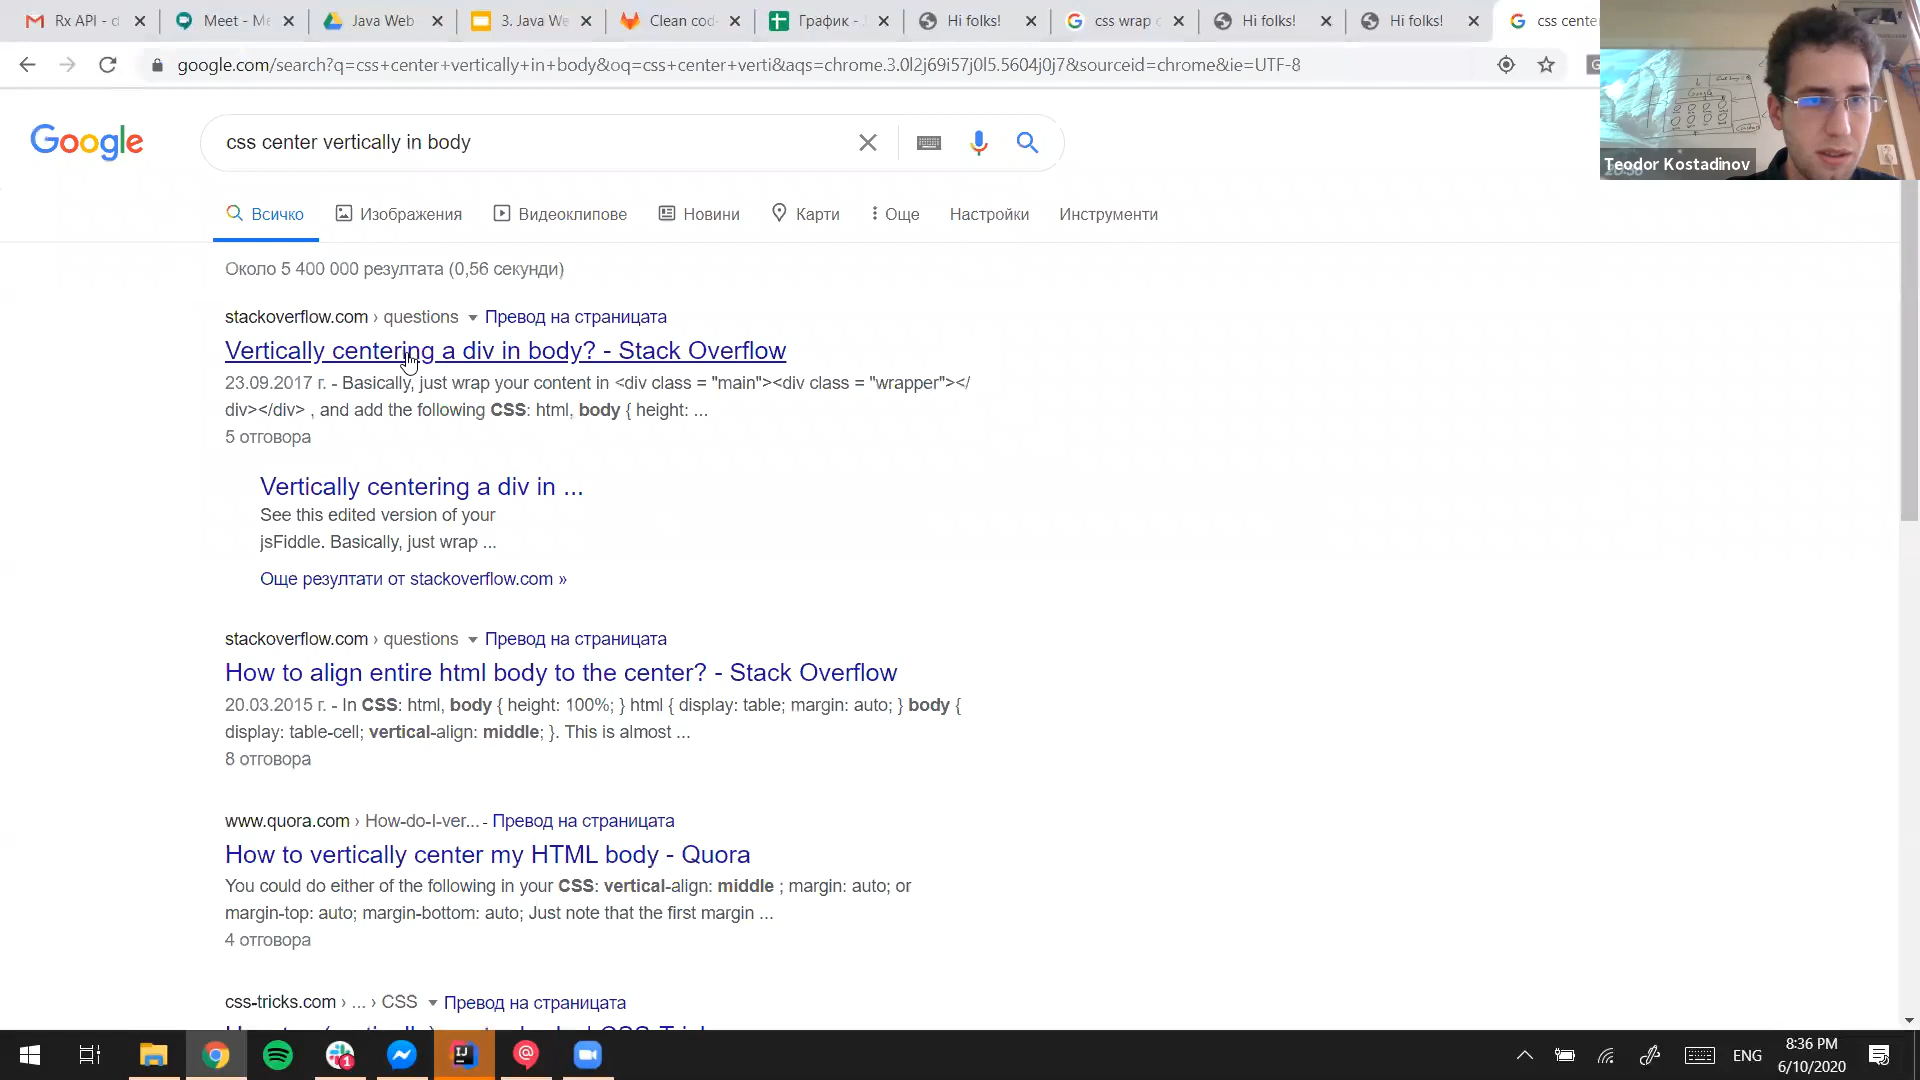 Rx API - d
Meet - Me
Java Web
3. Java We
Clean cod
График -
Hi folks!
css wrap c
Hi folks!
Hi folks!
css cente
google.com/search?q=css+center+vertically+in+body&oq=css+center+verti&aqs=chrome.3.0l2j69i57j0l5.5604j0j7&sourceid=chrome&ie=UTF-8
Teodor Kostadinov
Google
css center vertically in body
Всичко
Изображения
Видеоклипове
Новини
Карти
Още
Настройки
Инструменти
Около 5 400 000 резултата (0,56 секунди)
stackoverflow.com › questions Превод на страницата
Vertically centering a div in body? - Stack Overflow
23.09.2017 г. - Basically, just wrap your content in <div class = "main"><div class = "wrapper"></
div></div> , and add the following CSS: html, body { height: ...
5 отговора
Vertically centering a div in ...
See this edited version of your
jsFiddle. Basically, just wrap ...
Още резултати от stackoverflow.com »
stackoverflow.com › questions Превод на страницата
How to align entire html body to the center? - Stack Overflow
20.03.2015 г. - In CSS: html, body { height: 100%; } html { display: table; margin: auto; } body {
display: table-cell; vertical-align: middle; }. This is almost ...
8 отговора
www.quora.com › How-do-I-ver... - Превод на страницата
How to vertically center my HTML body - Quora
You could do either of the following in your CSS: vertical-align: middle ; margin: auto; or
margin-top: auto; margin-bottom: auto; Just note that the first margin ...
4 отговора
css-tricks.com › ... › CSS Превод на страницата
ENG
8:36 PM
6/10/2020